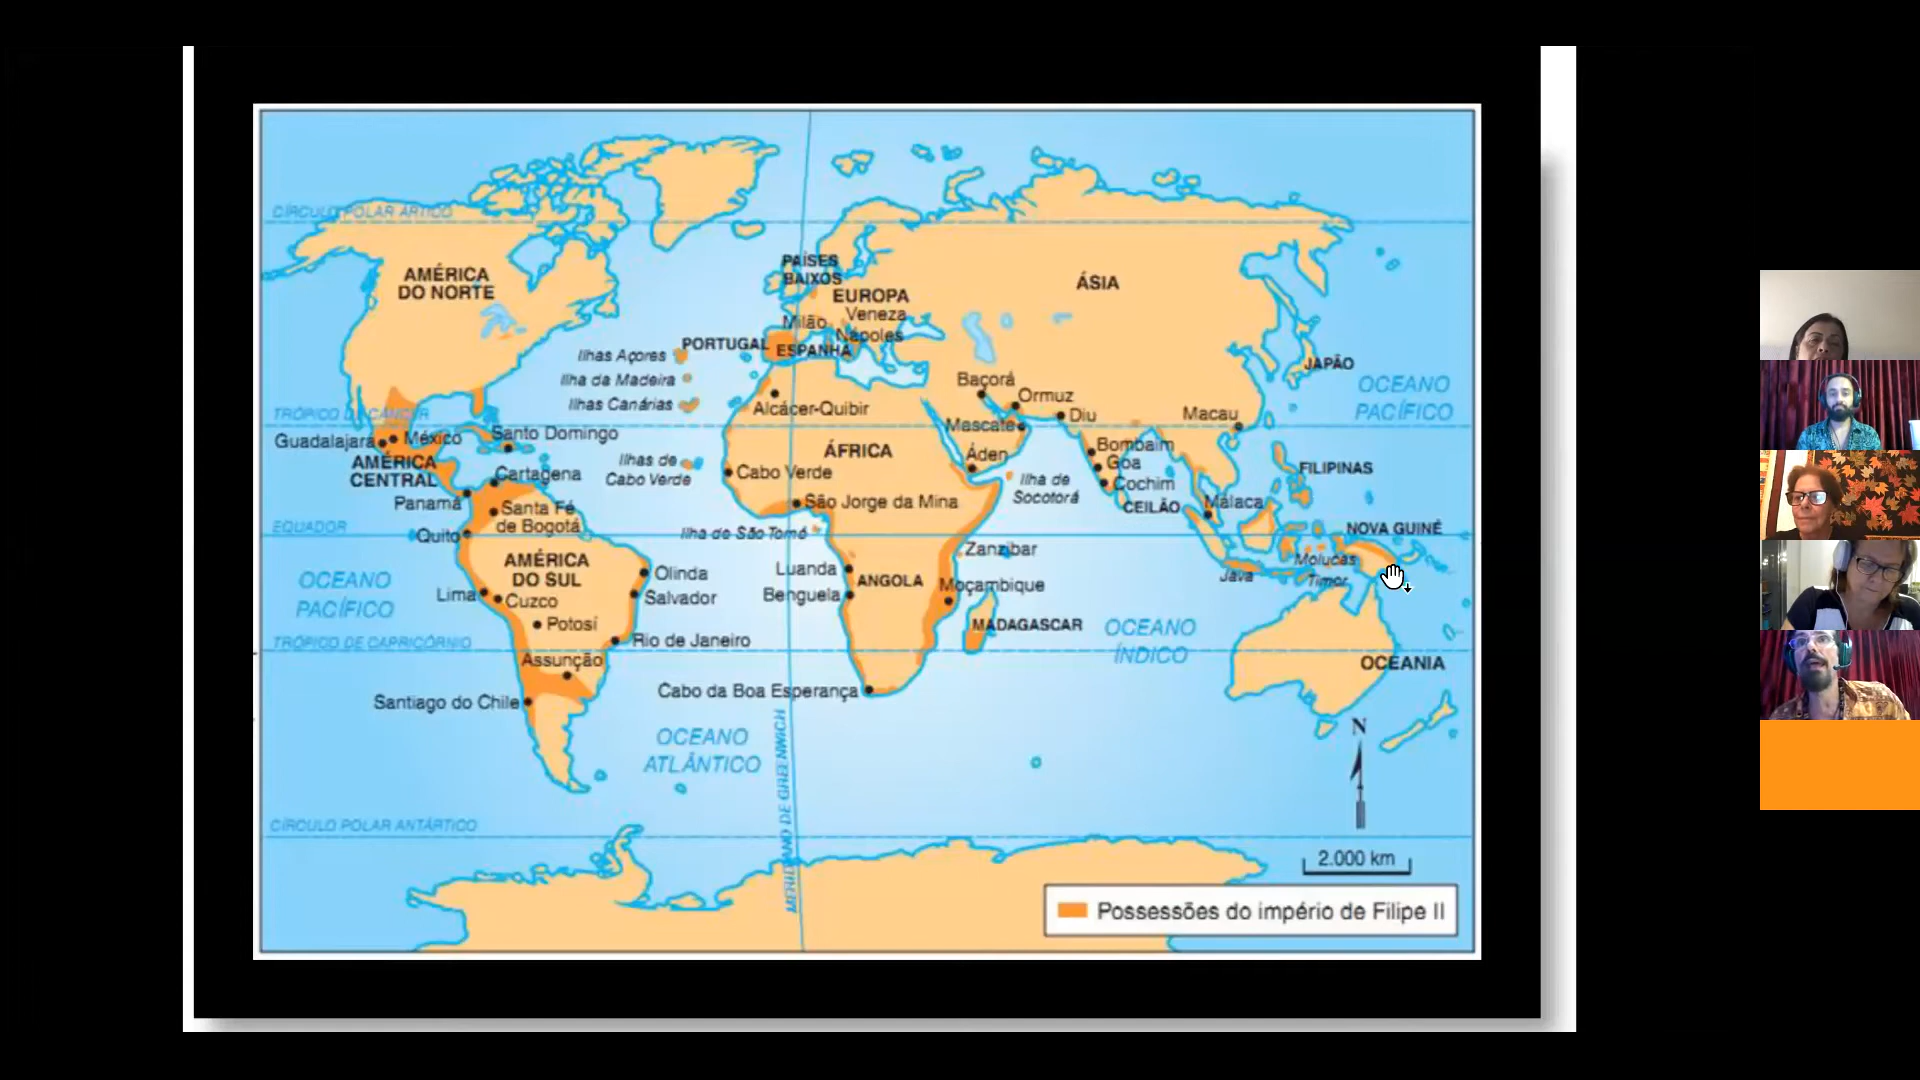 CÍRCULO POLAR ÁRTICO
AMÉRICA
DO NORTE
PAÍSES
BAIXOS
EUROPA
ÁSIA
Veneza
Milão
Nápoles
PORTUGAL
ESPANHA
Ilhas Açores
Ilha da Madeira
Ilhas Canárias
Alcácer-Quibir
JAPÃO
OCEANO
PACÍFICO
Baçorá
Ormuz
Diu
Macau
Mascate
TRÓPICO DE CÂNCER
Guadalajara
México
Santo Domingo
AMÉRICA
CENTRAL
Cartagena
Ilhas de
Cabo Verde
Cabo Verde
ÁFRICA
Áden
Ilha de
Socotorá
Bombaim
Goa
Cochim
CEILÃO
Málaca
FILIPINAS
Panamá
Santa Fé
de Bogotá
São Jorge da Mina
EQUADOR
Quito
Ilha de São Tomé
NOVA GUINÉ
Molucas
Java
Timor
Zanzibar
AMÉRICA
DO SUL
Olinda
Luanda
ANGOLA
Moçambique
OCEANO
PACÍFICO
Lima
Cuzco
Salvador
Benguela
Potosí
MADAGASCAR
OCEANO
ÍNDICO
TRÓPICO DE CAPRICÓRNIO
Rio de Janeiro
Assunção
OCEANIA
Santiago do Chile
Cabo da Boa Esperança
OCEANO
ATLÂNTICO
MERIDIANO DE GREENWICH
N
CÍRCULO POLAR ANTÁRTICO
2.000 km
Possessões do império de Filipe II